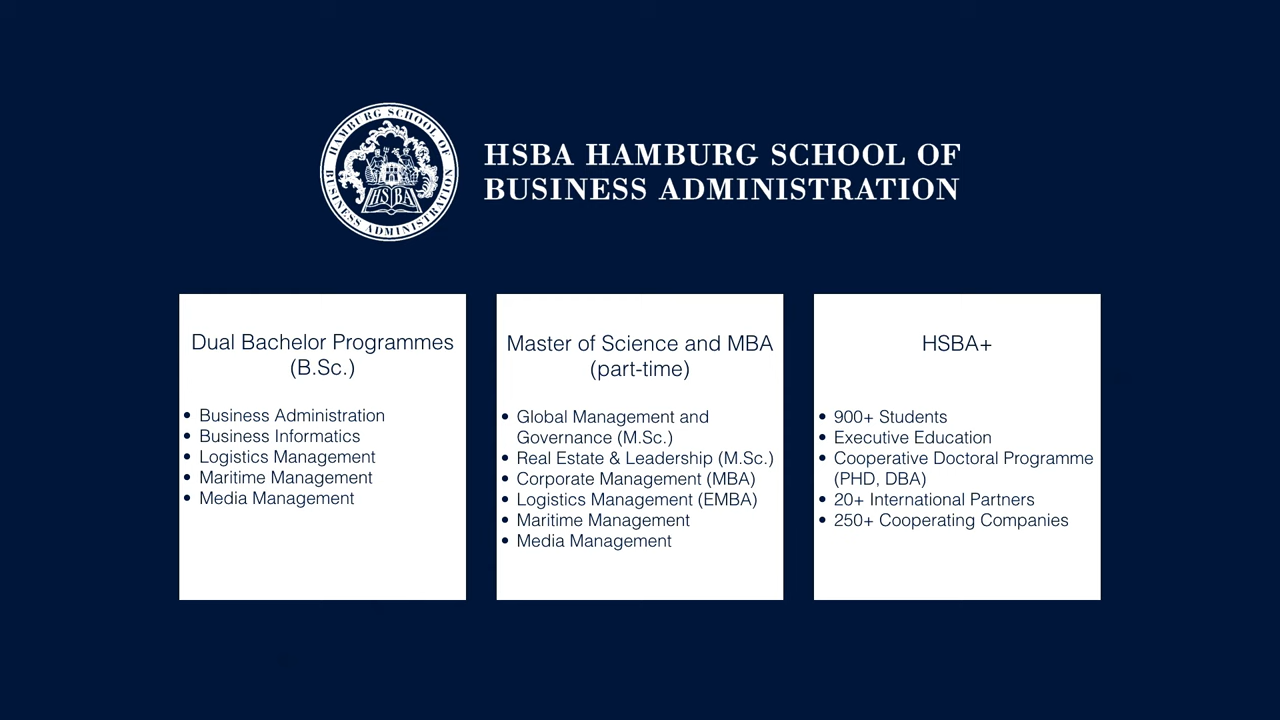 HAMBURG SCHOOL OF
BUSINESS ADMINISTRATION
HSBA
HSBA HAMBURG SCHOOL OF
BUSINESS ADMINISTRATION
Dual Bachelor Programmes
(B.Sc.)
• Business Administration
• Business Informatics
• Logistics Management
• Maritime Management
• Media Management
Master of Science and MBA
(part-time)
• Global Management and
Governance (M.Sc.)
• Real Estate & Leadership (M.Sc.)
• Corporate Management (MBA)
• Logistics Management (EMBA)
• Maritime Management
• Media Management
HSBA+
• 900+ Students
• Executive Education
• Cooperative Doctoral Programme
(PHD, DBA)
• 20+ International Partners
• 250+ Cooperating Companies